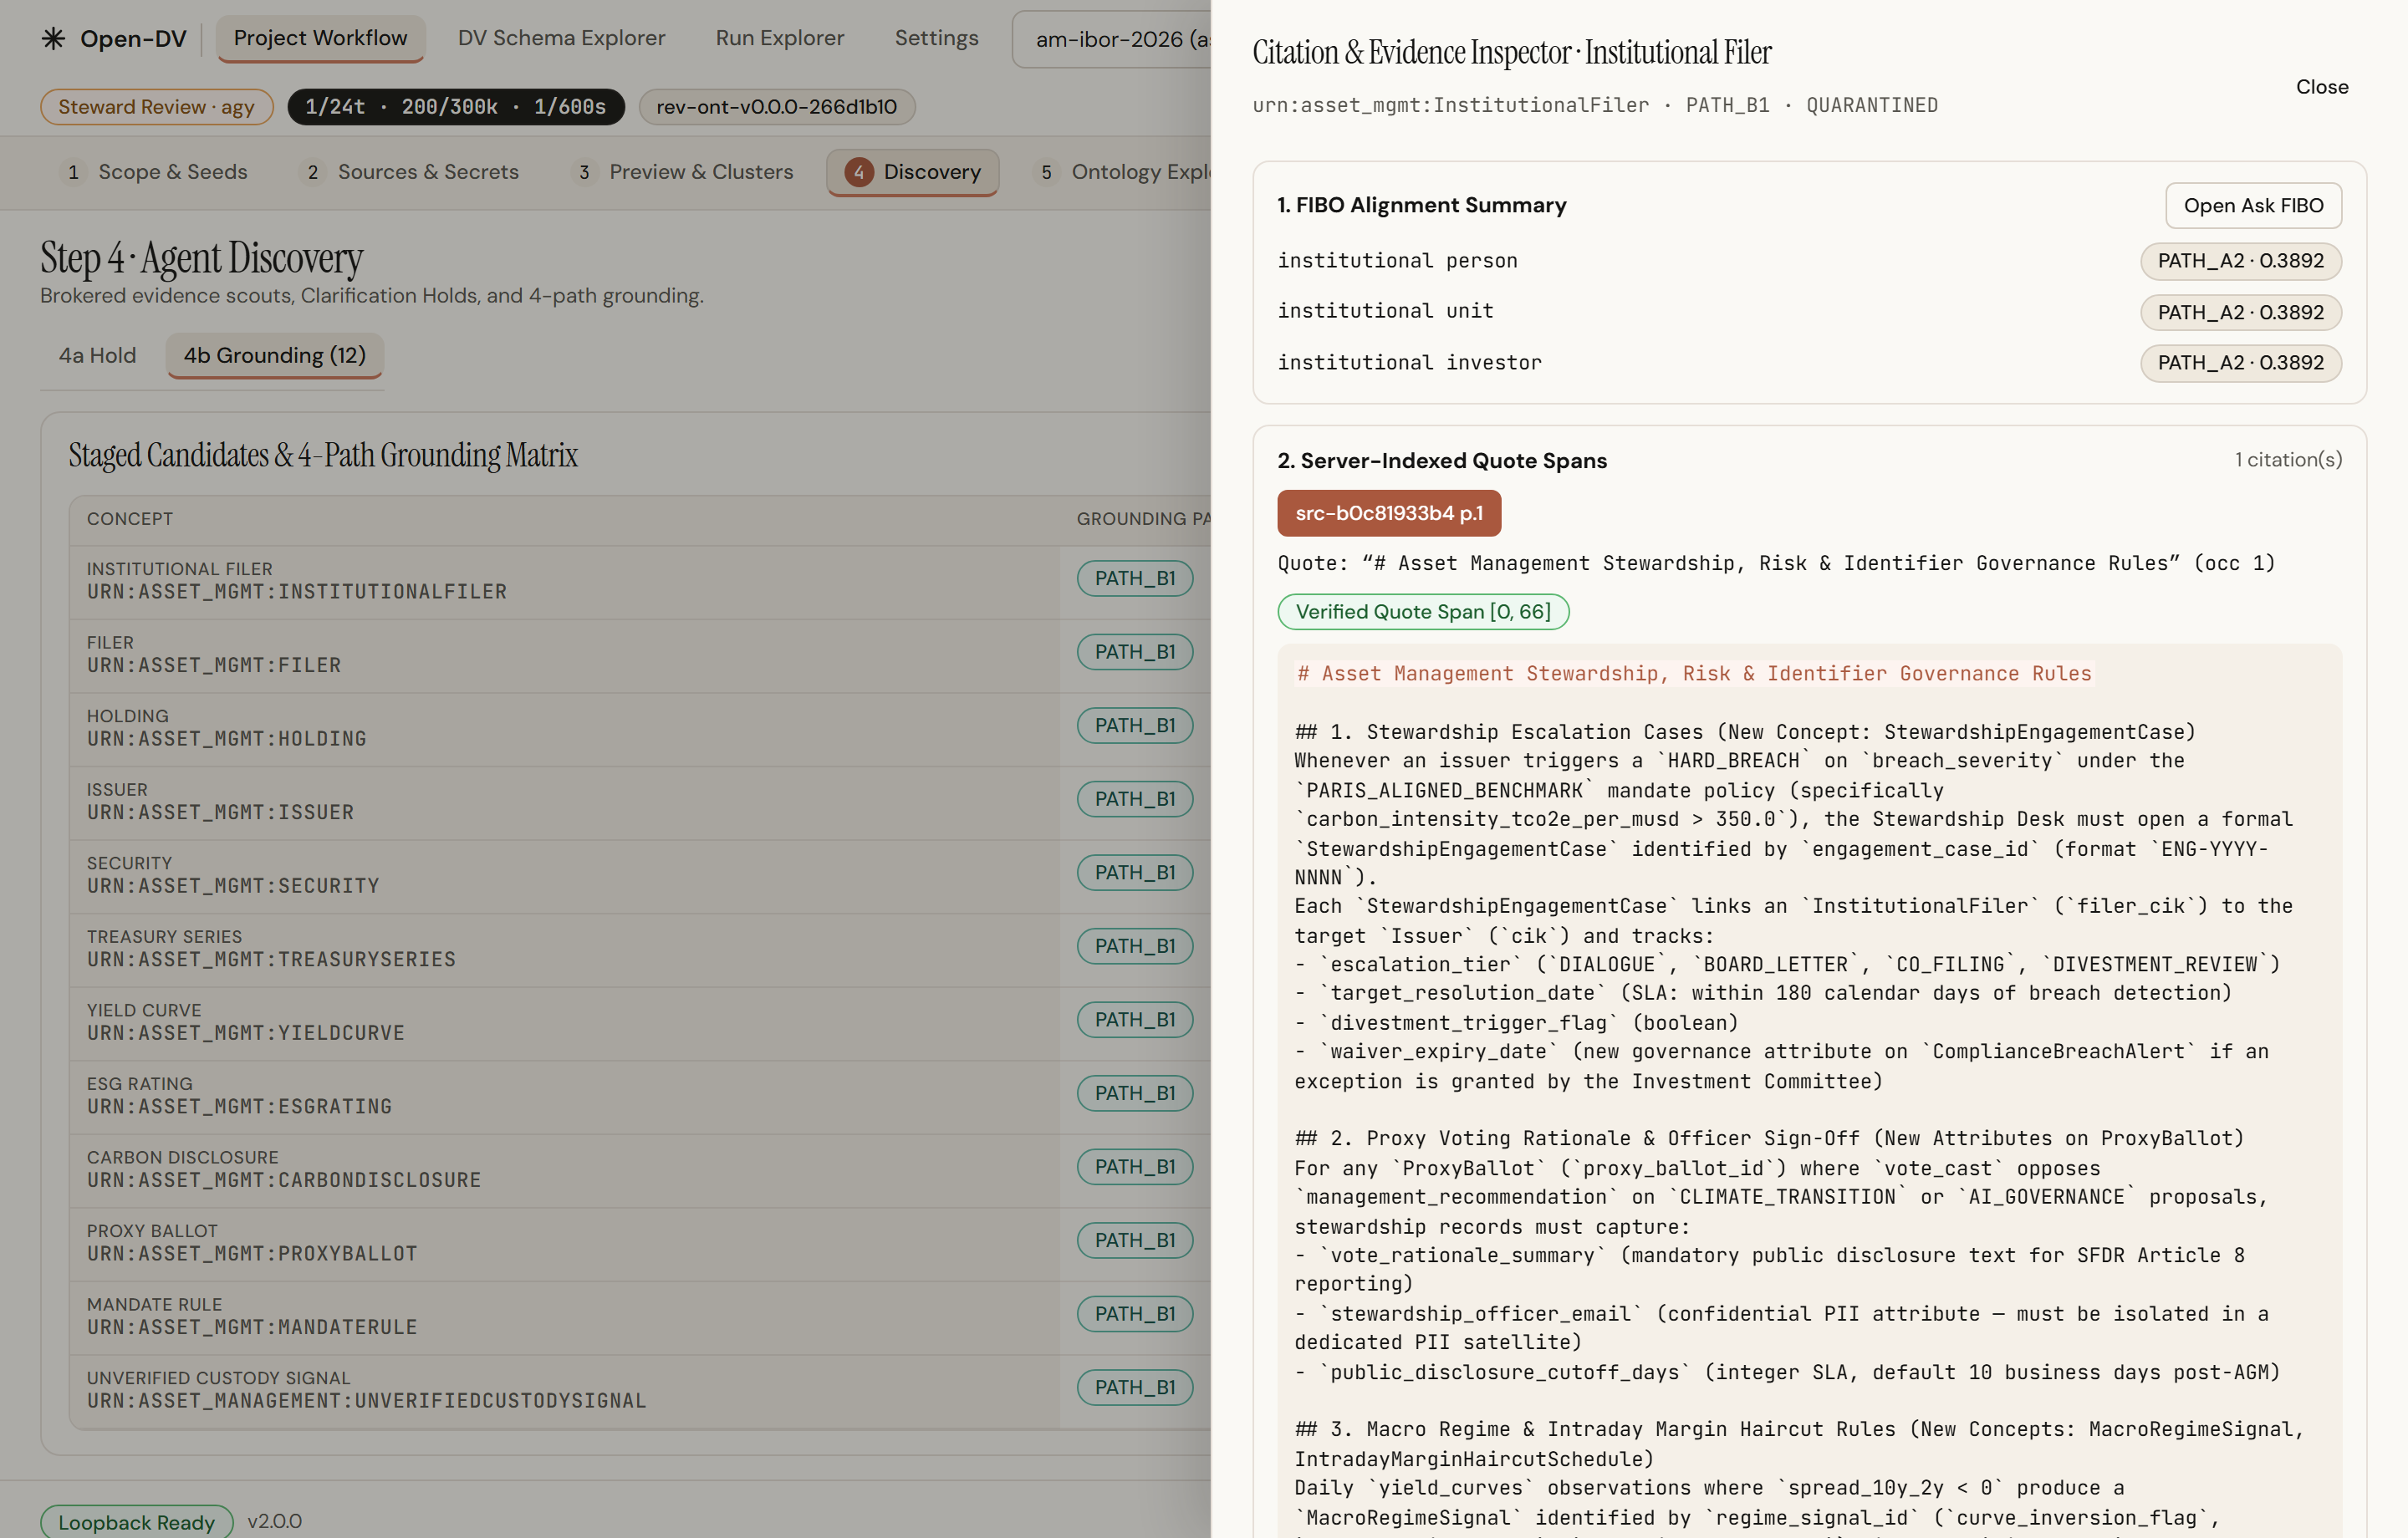 Open-DV
Project Workflow
DV Schema Explorer
Run Explorer
Settings
am-ibor-2026
Steward Review · agy
1/24t · 200/300k · 1/600s
rev-ont-v0.0.0-266d1b10
1 Scope & Seeds
2 Sources & Secrets
3 Preview & Clusters
4 Discovery
5 Ontology
Step 4 · Agent Discovery
Brokered evidence scouts, Clarification Holds, and 4-path grounding.
4a Hold
4b Grounding (12)
Staged Candidates & 4-Path Grounding Matrix
CONCEPT
GROUNDING
INSTITUTIONAL FILER
URN:ASSET_MGMT:INSTITUTIONALFILER
PATH_B1
FILER
URN:ASSET_MGMT:FILER
PATH_B1
HOLDING
URN:ASSET_MGMT:HOLDING
PATH_B1
ISSUER
URN:ASSET_MGMT:ISSUER
PATH_B1
SECURITY
URN:ASSET_MGMT:SECURITY
PATH_B1
TREASURY SERIES
URN:ASSET_MGMT:TREASURYSERIES
PATH_B1
YIELD CURVE
URN:ASSET_MGMT:YIELDCURVE
PATH_B1
ESG RATING
URN:ASSET_MGMT:ESGRATING
PATH_B1
CARBON DISCLOSURE
URN:ASSET_MGMT:CARBONDISCLOSURE
PATH_B1
PROXY BALLOT
URN:ASSET_MGMT:PROXYBALLOT
PATH_B1
MANDATE RULE
URN:ASSET_MGMT:MANDATERULE
PATH_B1
UNVERIFIED CUSTODY SIGNAL
URN:ASSET_MANAGEMENT:UNVERIFIEDCUSTODYSIGNAL
PATH_B1
Loopback Ready
v2.0.0
Citation & Evidence Inspector · Institutional Filer
urn:asset_mgmt:InstitutionalFiler · PATH_B1 · QUARANTINED
Close
1. FIBO Alignment Summary
Open Ask FIBO
institutional person
PATH_A2 · 0.3892
institutional unit
PATH_A2 · 0.3892
institutional investor
PATH_A2 · 0.3892
2. Server-Indexed Quote Spans
1 citation(s)
src-b0c81933b4 p.1
Quote: “# Asset Management Stewardship, Risk & Identifier Governance Rules” (occ 1)
Verified Quote Span [0, 66]
# Asset Management Stewardship, Risk & Identifier Governance Rules
## 1. Stewardship Escalation Cases (New Concept: StewardshipEngagementCase)
Whenever an issuer triggers a `HARD_BREACH` on `breach_severity` under the
`PARIS_ALIGNED_BENCHMARK` mandate policy (specifically
`carbon_intensity_tco2e_per_musd > 350.0`), the Stewardship Desk must open a formal
`StewardshipEngagementCase` identified by `engagement_case_id` (format `ENG-YYYY-
NNNN`).
Each `StewardshipEngagementCase` links an `InstitutionalFiler` (`filer_cik`) to the
target `Issuer` (`cik`) and tracks:
- `escalation_tier` (`DIALOGUE`, `BOARD_LETTER`, `CO_FILING`, `DIVESTMENT_REVIEW`)
- `target_resolution_date` (SLA: within 180 calendar days of breach detection)
- `divestment_trigger_flag` (boolean)
- `waiver_expiry_date` (new governance attribute on `ComplianceBreachAlert` if an
exception is granted by the Investment Committee)
## 2. Proxy Voting Rationale & Officer Sign-Off (New Attributes on ProxyBallot)
For any `ProxyBallot` (`proxy_ballot_id`) where `vote_cast` opposes
`management_recommendation` on `CLIMATE_TRANSITION` or `AI_GOVERNANCE` proposals,
stewardship records must capture:
- `vote_rationale_summary` (mandatory public disclosure text for SFDR Article 8
reporting)
- `stewardship_officer_email` (confidential PII attribute — must be isolated in a
dedicated PII satellite)
- `public_disclosure_cutoff_days` (integer SLA, default 10 business days post-AGM)
## 3. Macro Regime & Intraday Margin Haircut Rules (New Concepts: MacroRegimeSignal,
IntradayMarginHaircutSchedule)
Daily `yield_curves` observations where `spread_10y_2y < 0` produce a
`MacroRegimeSignal` identified by `regime_signal_id` (`curve_inversion_flag`,